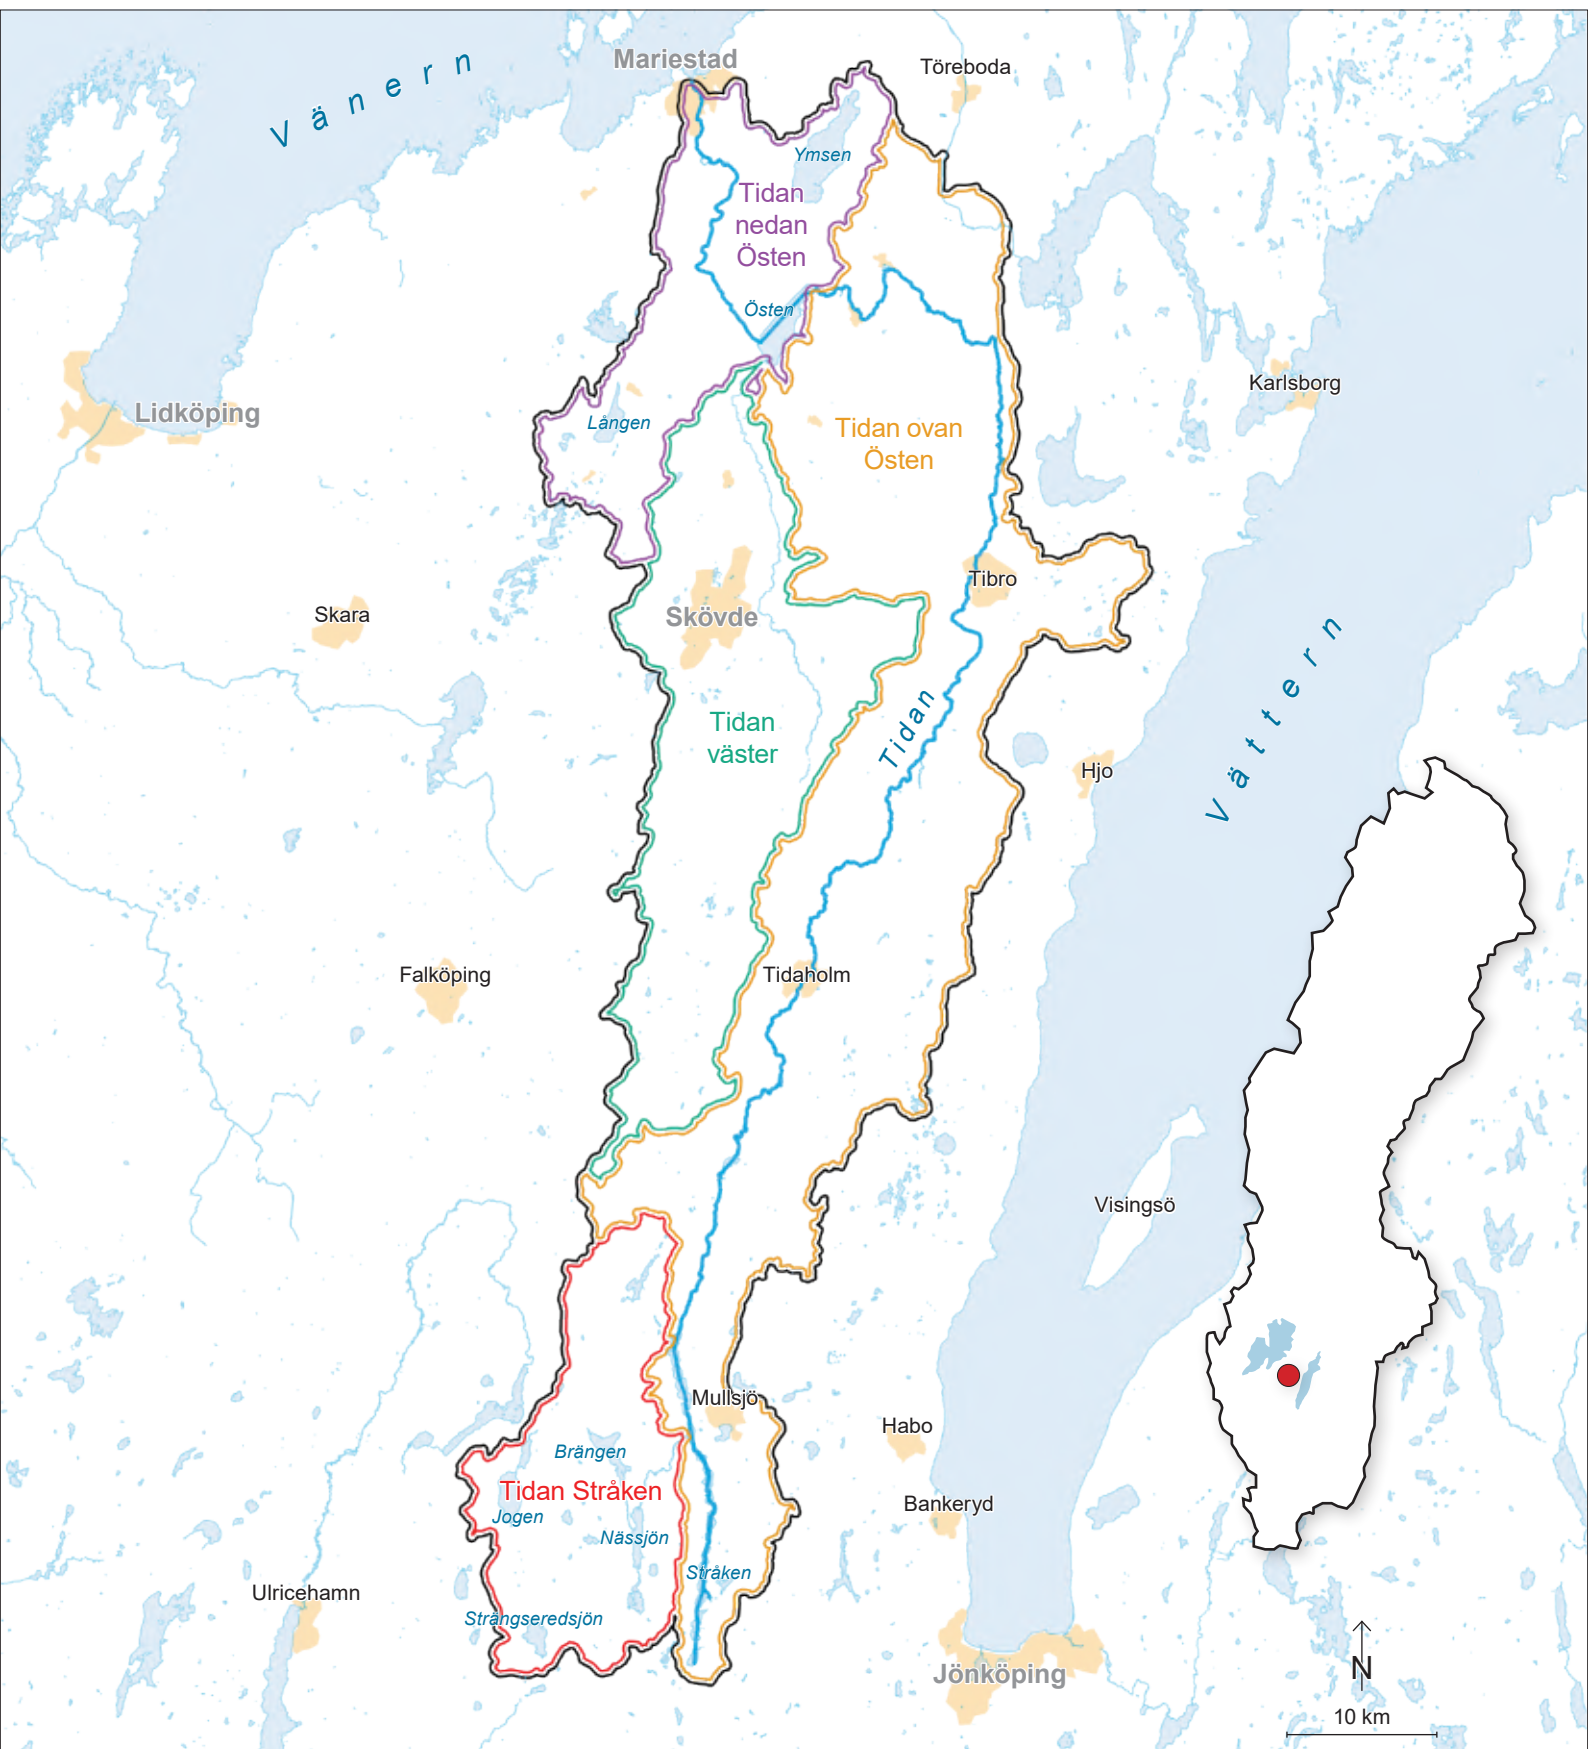 Mariestad
Töreboda
Vänern
Ymsen
Tidan
nedan
Östen
Östen
Karlsborg
Lidköping
Lången
Tidan ovan
Östen
Tibro
Skara
Skövde
Tidan
väster
Tidan
Hjo
Vättern
Falköping
Tidaholm
Visingsö
Mullsjö
Habo
Brängen
Tidan Stråken
Jogen
Bankeryd
Nässjön
Stråken
Ulricehamn
Strängseredsjön
Jönköping
N
10 km